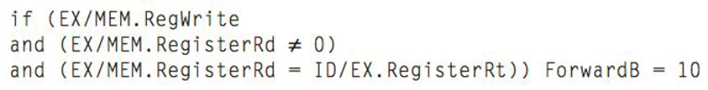 if (EX/MEM.RegWrite
and (EX/MEM.RegisterRd ≠ 0)
and (EX/MEM.RegisterRd = ID/EX.RegisterRt)) ForwardB = 10